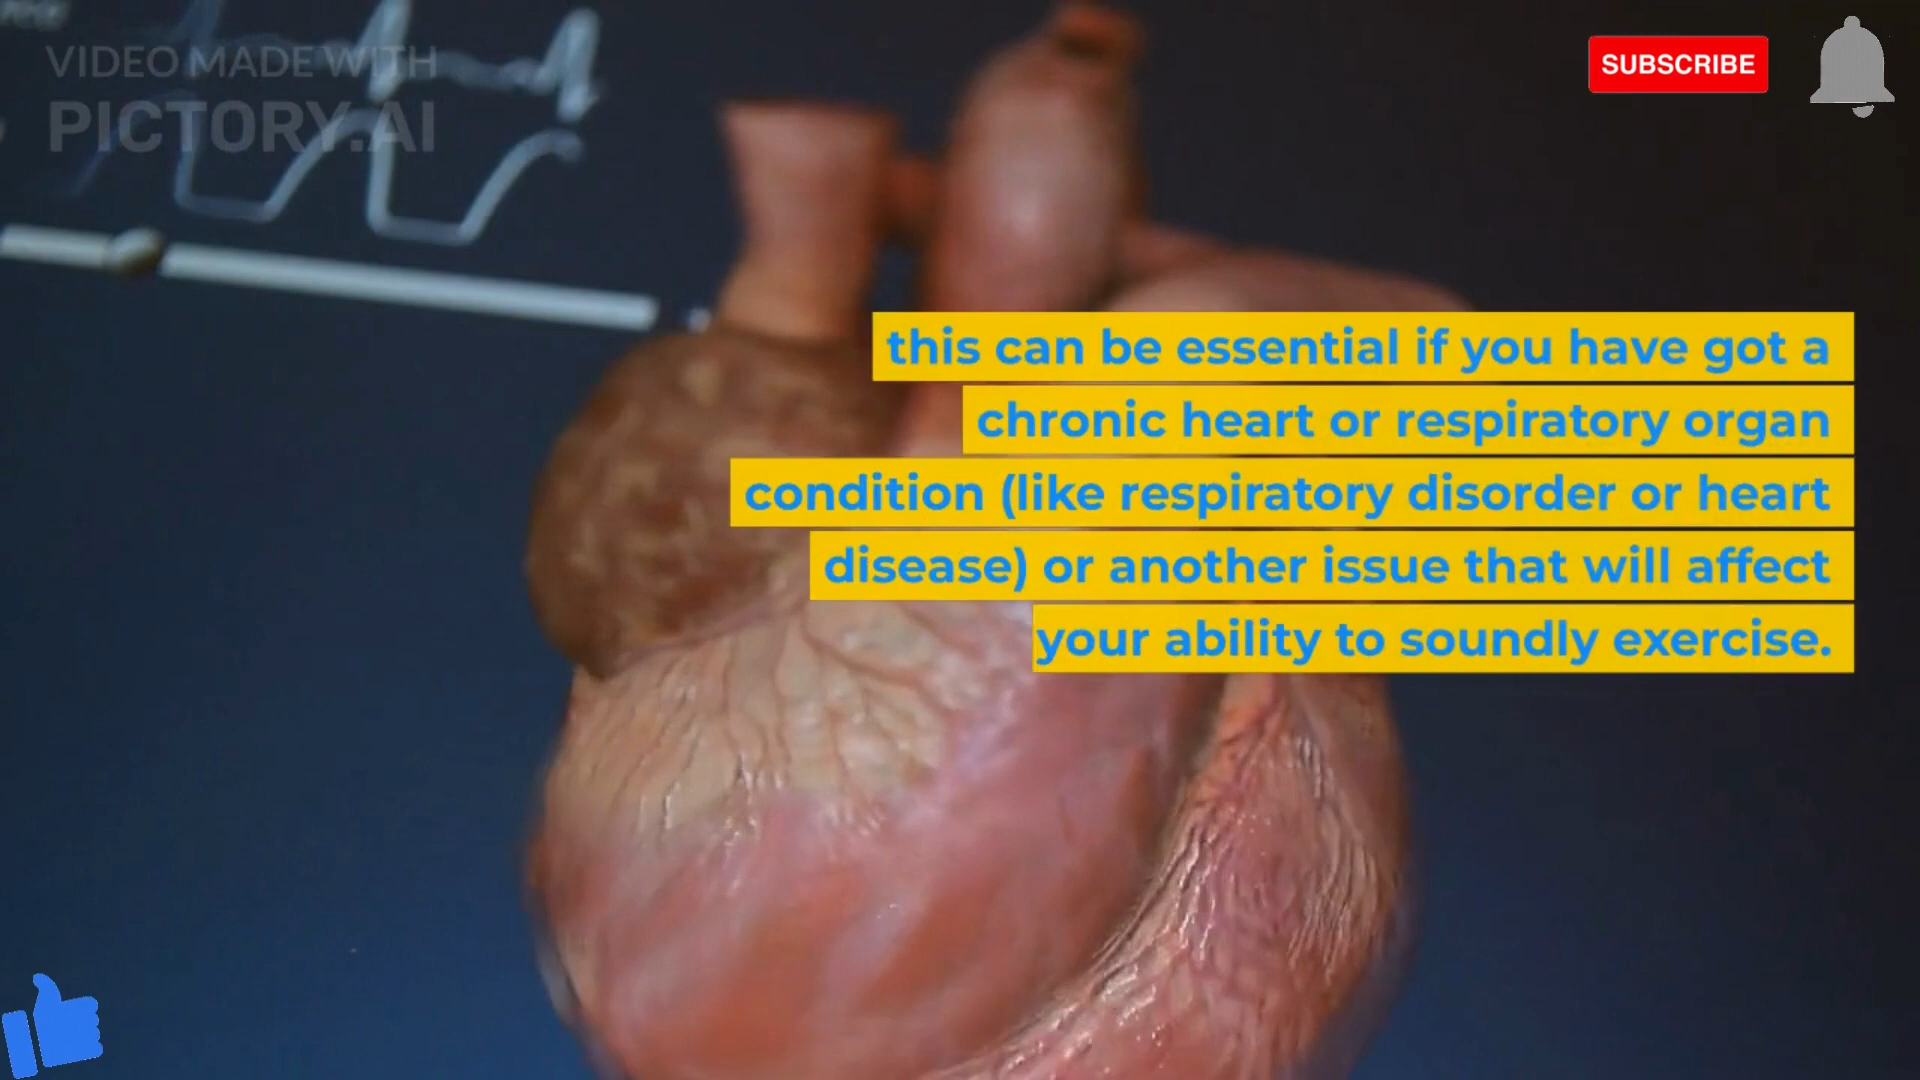 VIDEO MADE WITH
PICTORY.AI
SUBSCRIBE
this can be essential if you have got a
chronic heart or respiratory organ
condition (like respiratory disorder or heart
disease) or another issue that will affect
your ability to soundly exercise.